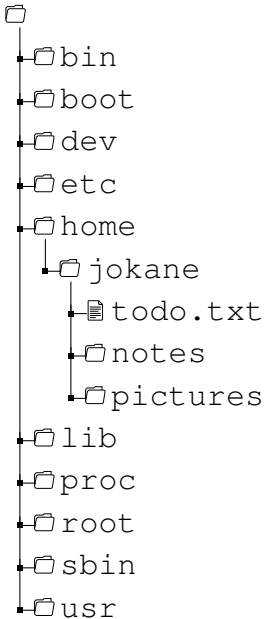 bin
boot
dev
etc
home
jokane
todo.txt
notes
pictures
lib
proc
root
sbin
usr